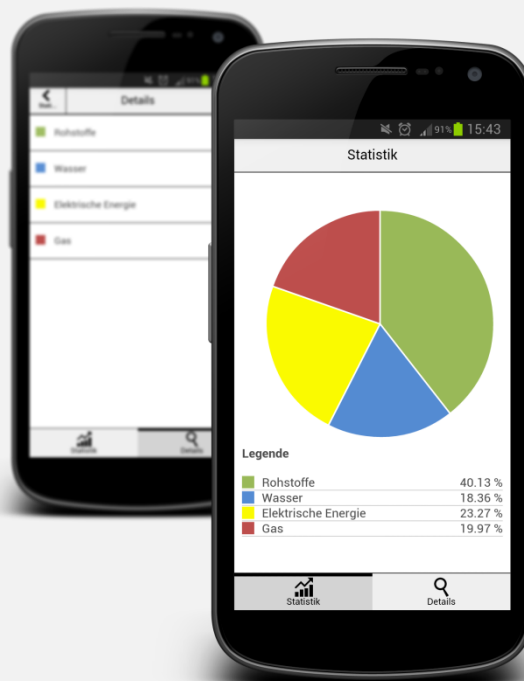 Details
Rohstoffe
Wasser
Elektrische Energie
Gas
Statistik
Details
91% 15:43
Statistik
Legende
Rohstoffe 40.13 %
Wasser 18.36 %
Elektrische Energie 23.27 %
Gas 19.97 %
Statistik Details